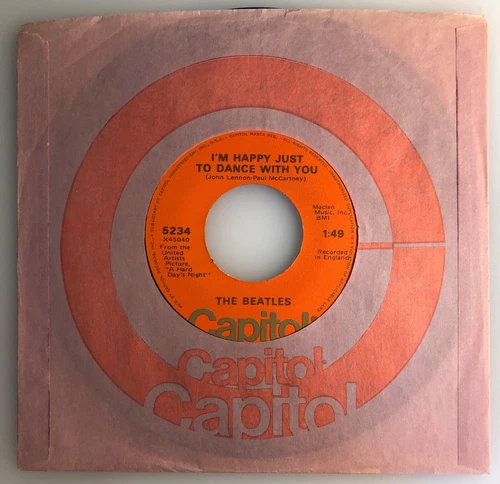 I'M HAPPY JUST
TO DANCE WITH YOU
(John Lennon-Paul McCartney)
5234
X45040
From the
United
Artists
Picture,
"A Hard
Day's Night"
Maclen
Music, Inc.
BMI
1:49
Recorded
in England
THE BEATLES
Capitol
Capitol
Capitol